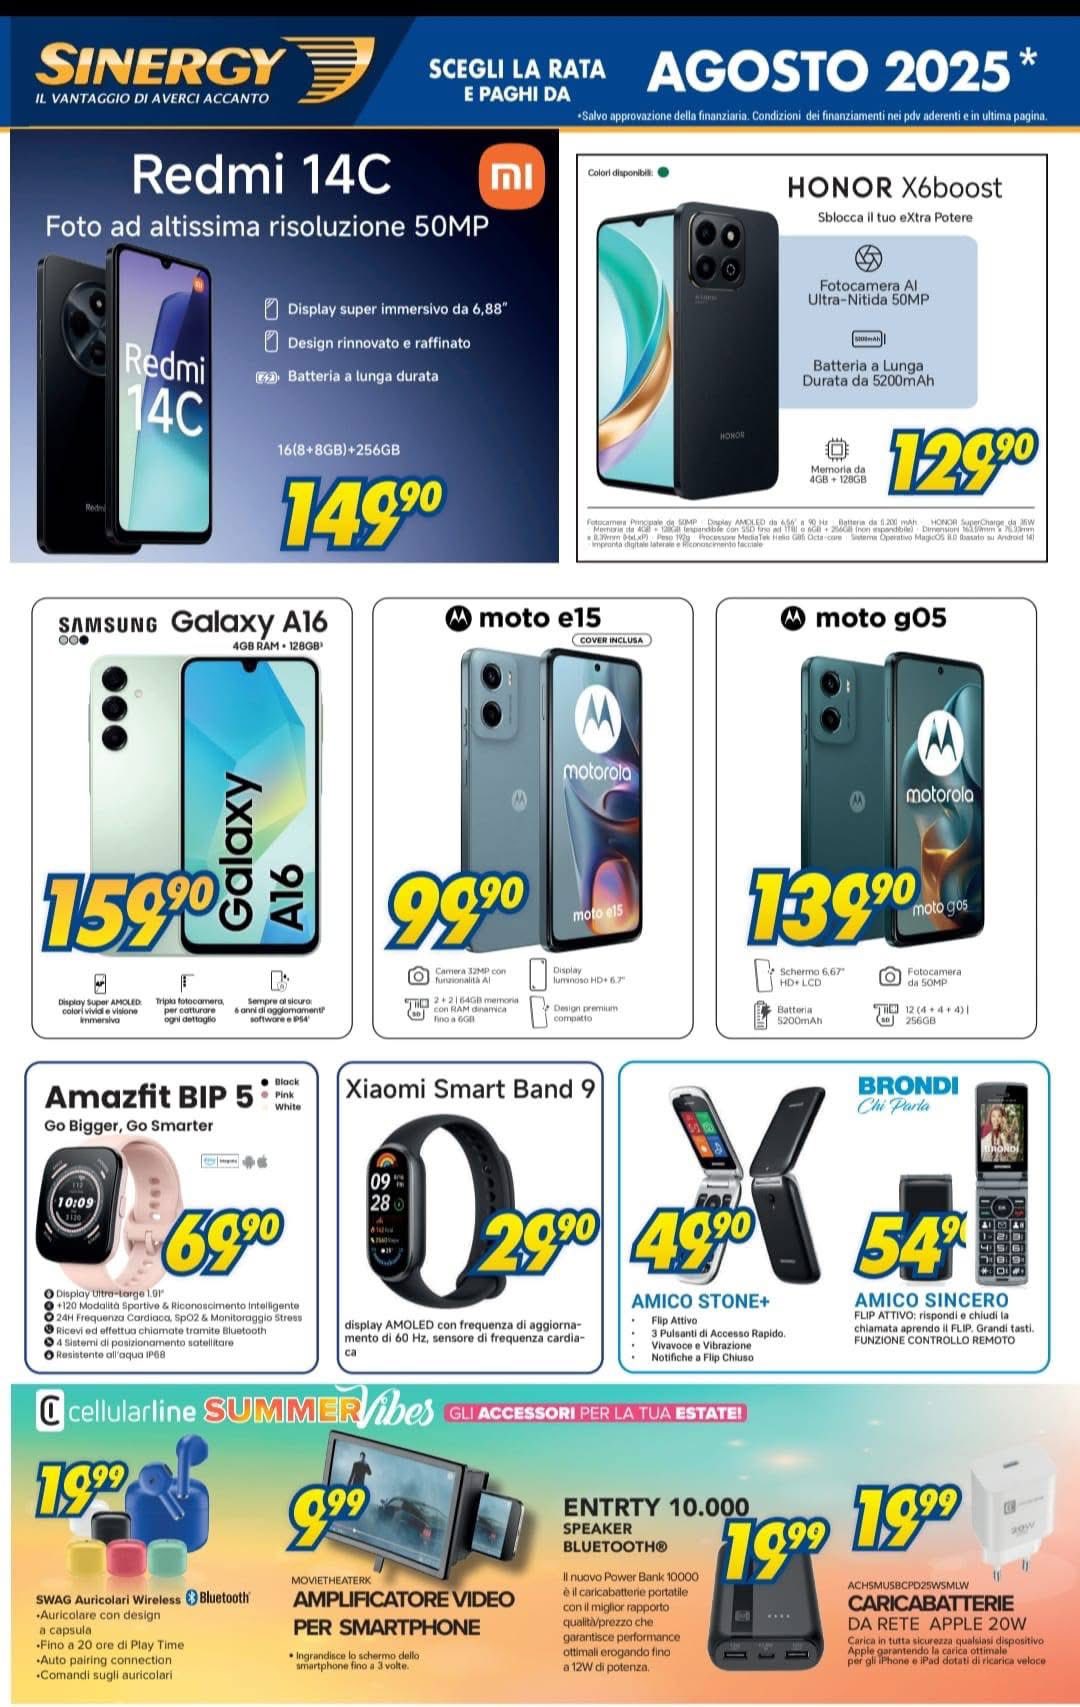 SINERGY
IL VANTAGGIO DI AVERCI ACCANTO
SCEGLI LA RATA
E PAGHI DA
AGOSTO 2025*
*Salvo approvazione della finanziaria. Condizioni dei finanziamenti nei pdv aderenti e in ultima pagina.
Redmi 14C
Foto ad altissima risoluzione 50MP
Display super immersivo da 6,88"
Design rinnovato e raffinato
Batteria a lunga durata
Redmi
14C
Redmi
16(8+8GB)+256GB
149,90
Colori disponibili:
HONOR X6boost
Sblocca il tuo eXtra Potere
Fotocamera AI
Ultra-Nitida 50MP
5200mAh
Batteria a Lunga
Durata da 5200mAh
HONOR
Memoria da
4GB + 128GB
129,90
SAMSUNG Galaxy A16
4GB RAM • 128GB³
Galaxy
A16
159,90
Display Super AMOLED:
colori vividi e visione
immersiva
Tripla fotocamera,
per catturare
ogni dettaglio
Sempre al sicuro:
6 anni di aggiornamenti²
software e IP54¹
moto e15
COVER INCLUSA
motorola
moto e15
99,90
Camera 32MP con
funzionalità AI
Display
luminoso HD+ 6.7"
2 + 2 | 64GB memoria
con RAM dinamica
fino a 6GB
Design premium
compatto
moto g05
motorola
moto g05
139,90
Schermo 6,67"
HD+ LCD
Fotocamera
da 50MP
Batteria
5200mAh
12 (4 + 4 + 4) |
256GB
Amazfit BIP 5
Black
Pink
White
Go Bigger, Go Smarter
10:09
69,90
Display Ultra-Large 1.91"
+120 Modalità Sportive & Riconoscimento Intelligente
24H Frequenza Cardiaca, SpO2 & Monitoraggio Stress
Ricevi ed effettua chiamate tramite Bluetooth
4 Sistemi di posizionamento satellitare
Resistente all'acqua IP68
Xiaomi Smart Band 9
09
28
29,90
display AMOLED con frequenza di aggiorna-
mento di 60 Hz, sensore di frequenza cardia-
ca
BRONDI
Chi Parla
BRONDI
49,90
AMICO STONE+
• Flip Attivo
• 3 Pulsanti di Accesso Rapido.
• Vivavoce e Vibrazione
• Notifiche a Flip Chiuso
54,90
AMICO SINCERO
FLIP ATTIVO: rispondi e chiudi la
chiamata aprendo il FLIP. Grandi tasti.
FUNZIONE CONTROLLO REMOTO
cellularline SUMMER Vibes GLI ACCESSORI PER LA TUA ESTATE!
19,99
SWAG Auricolari Wireless Bluetooth
•Auricolare con design
a capsula
•Fino a 20 ore di Play Time
•Auto pairing connection
•Comandi sugli auricolari
9,99
MOVIETHEATERK
AMPLIFICATORE VIDEO
PER SMARTPHONE
* Ingrandisce lo schermo dello
smartphone fino a 3 volte.
ENTRTY 10.000
SPEAKER
BLUETOOTH®
Il nuovo Power Bank 10000
è il caricabatterie portatile
con il miglior rapporto
qualità/prezzo che
garantisce performance
ottimali erogando fino
a 12W di potenza.
19,99
19,99
20W
ACHSMUSBCPD25WSMLW
CARICABATTERIE
DA RETE APPLE 20W
Carica in tutta sicurezza qualsiasi dispositivo
Apple garantendo la carica ottimale
per gli iPhone e iPad dotati di ricarica veloce